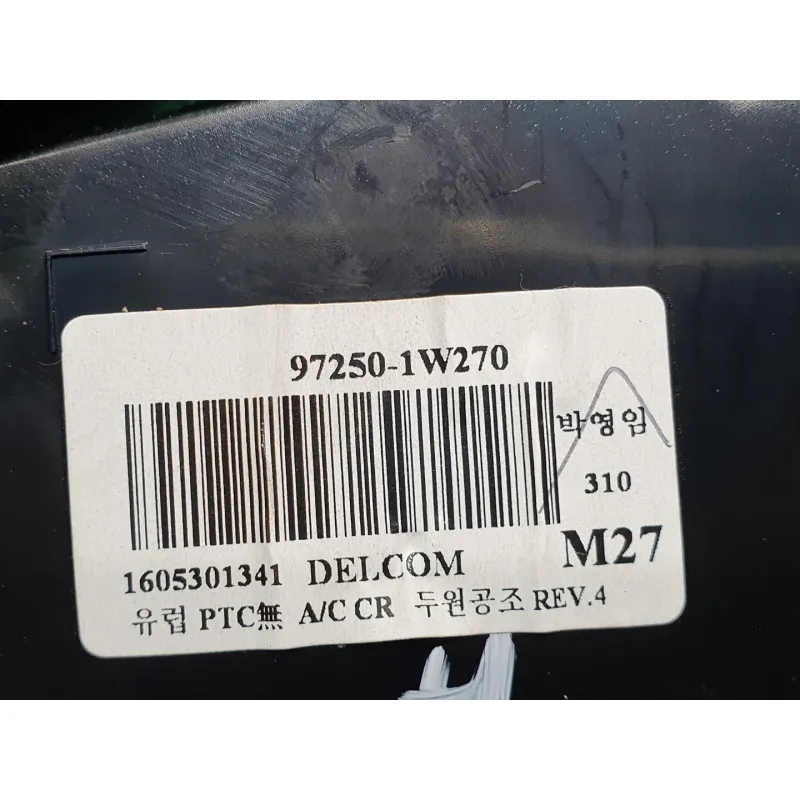 97250-1W270
박영임
310
M27
1605301341 DELCOM
유럽 PTC無 A/C CR 두원공조 REV.4